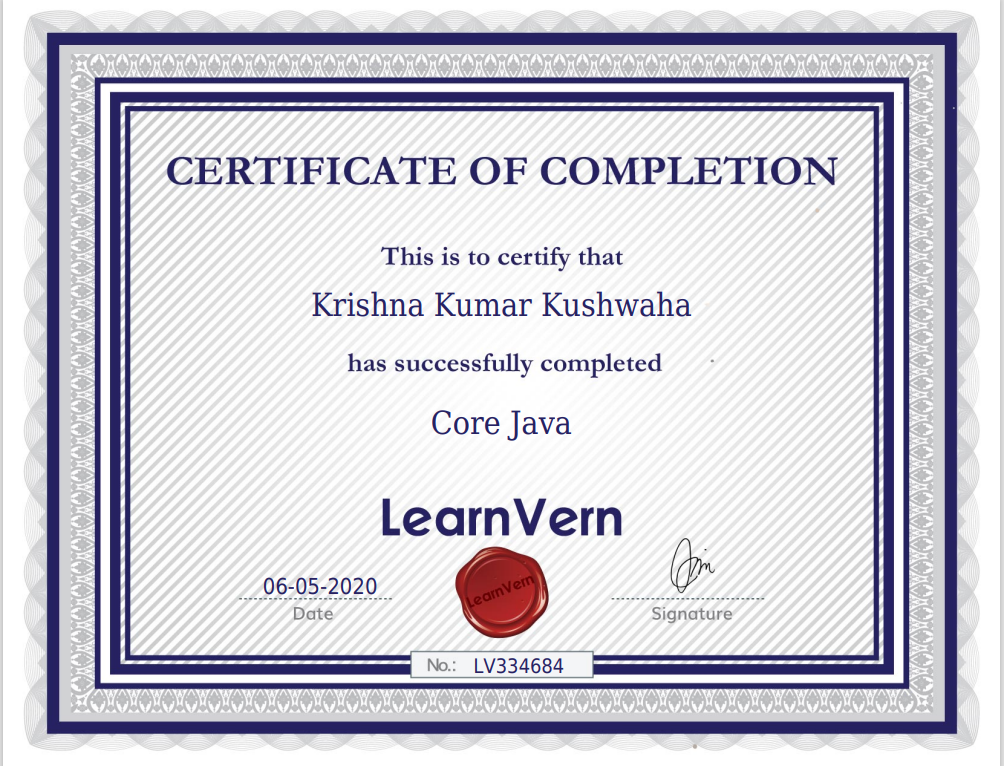 CERTIFICATE OF COMPLETION
This is to certify that
Krishna Kumar Kushwaha
has successfully completed
Core Java
LearnVern
06-05-2020
Date
LearnVern
Signature
No.: LV334684